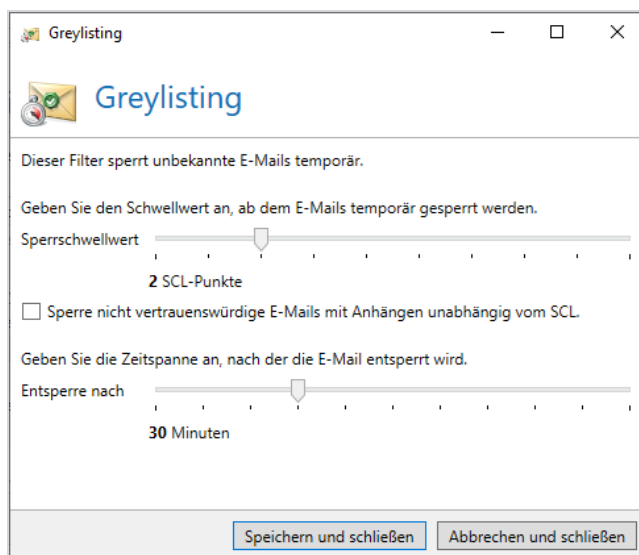 Greylisting
Greylisting
Dieser Filter sperrt unbekannte E-Mails temporär.
Geben Sie den Schwellwert an, ab dem E-Mails temporär gesperrt werden.
Sperrschwellwert
2 SCL-Punkte
Sperre nicht vertrauenswürdige E-Mails mit Anhängen unabhängig vom SCL.
Geben Sie die Zeitspanne an, nach der die E-Mail entsperrt wird.
Entsperre nach
30 Minuten
Speichern und schließen Abbrechen und schließen